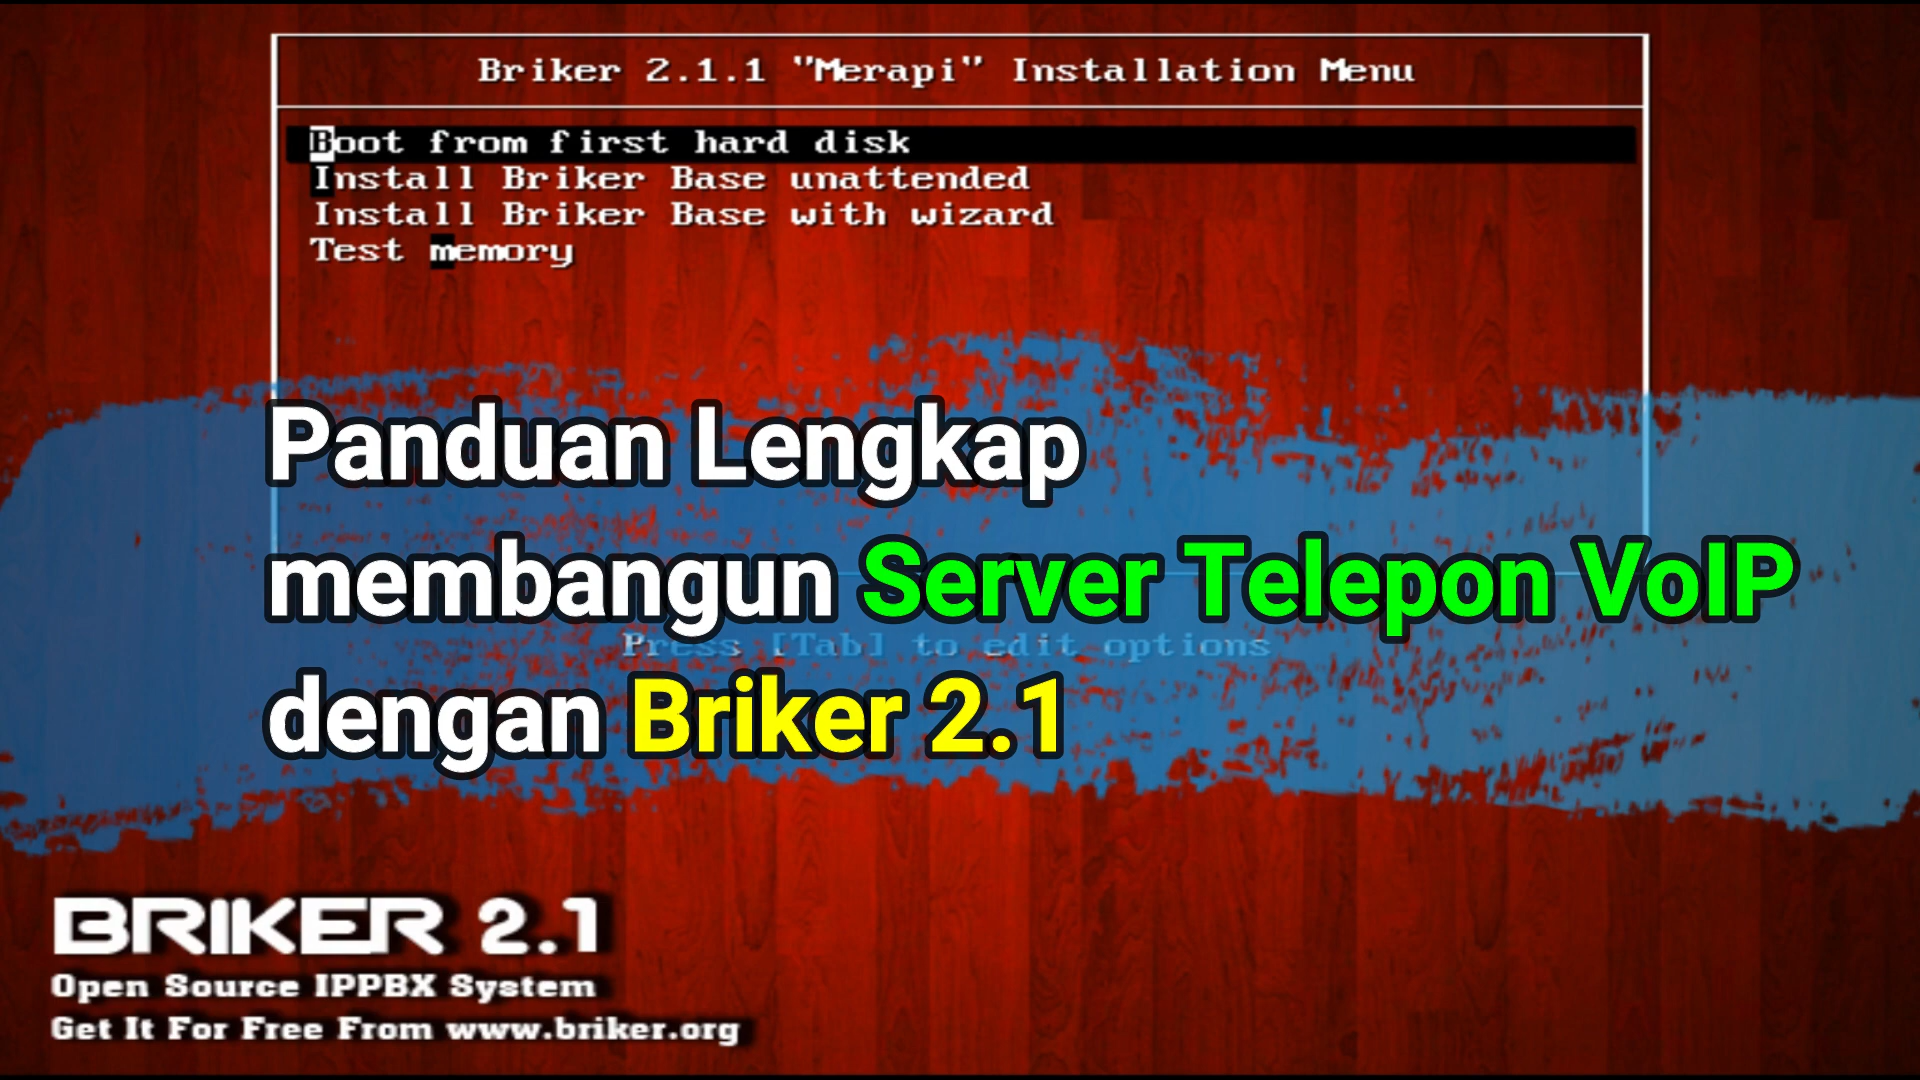 Briker 2.1.1 "Merapi" Installation Menu
Boot from first hard disk
Install Briker Base unattended
Install Briker Base with wizard
Test memory
Panduan Lengkap
membangun Server Telepon VoIP
Press [Tab] to edit options
dengan Briker 2.1
BRIKER 2.1
Open Source IPPBX System
Get It For Free From www.briker.org